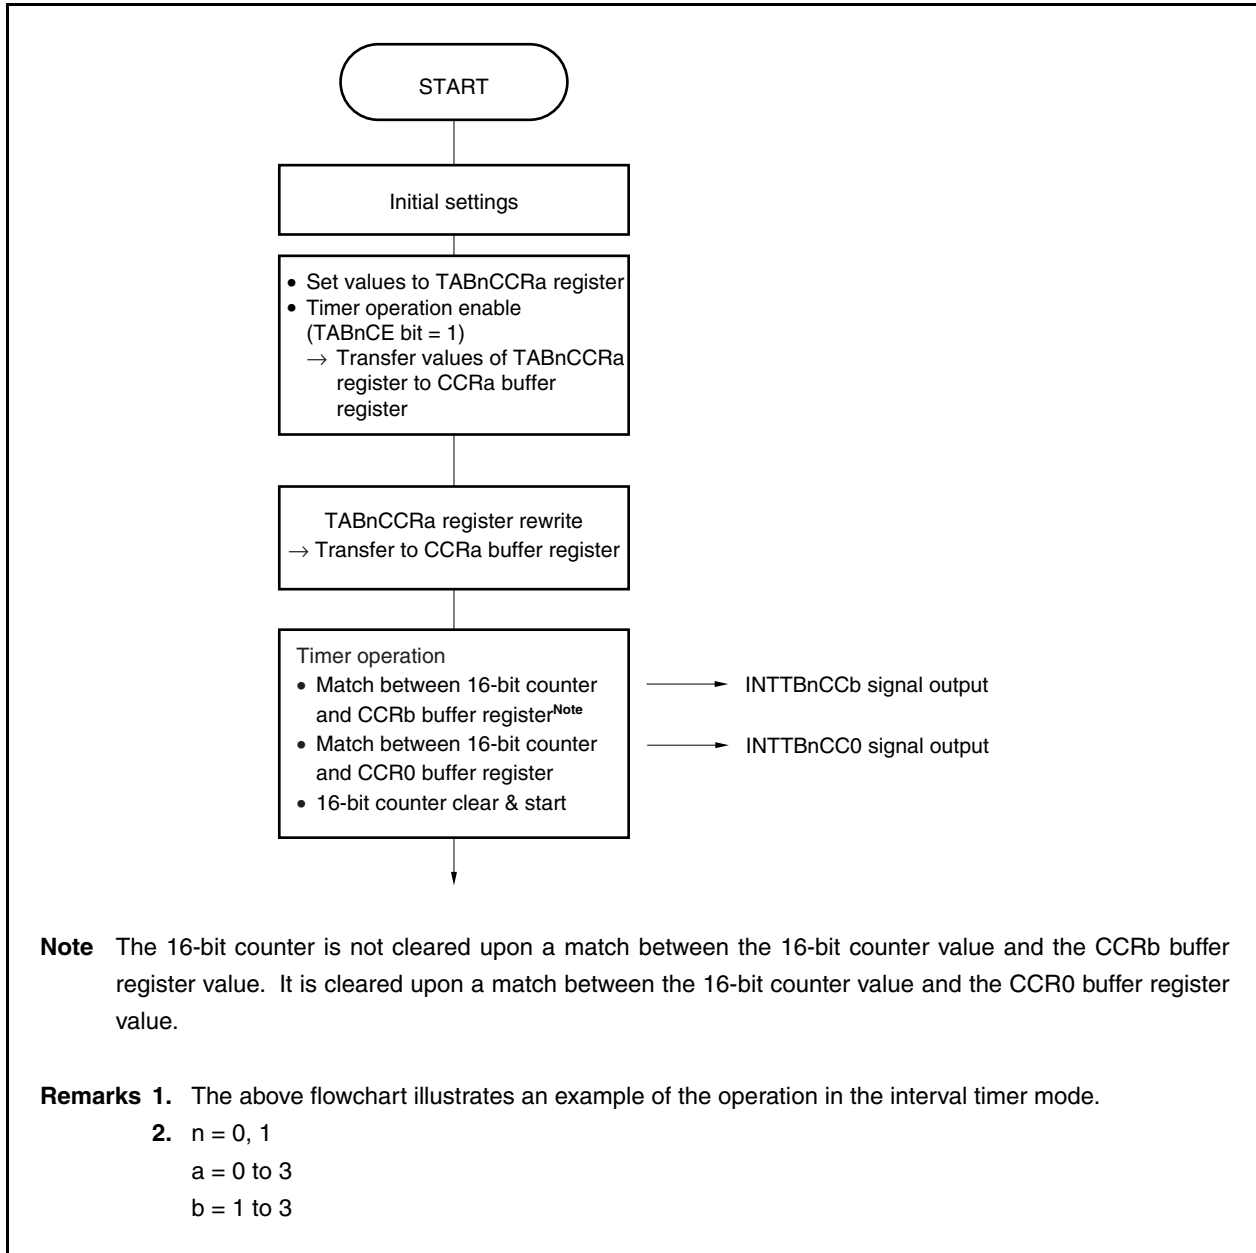 START
Initial settings
• Set values to TABnCCRa register
• Timer operation enable
(TABnCE bit = 1)
→ Transfer values of TABnCCRa
register to CCRa buffer
register
TABnCCRa register rewrite
→ Transfer to CCRa buffer register
Timer operation
• Match between 16-bit counter
and CCRb buffer registerNote
• Match between 16-bit counter
and CCR0 buffer register
• 16-bit counter clear & start
INTTBnCCb signal output
INTTBnCC0 signal output
Note The 16-bit counter is not cleared upon a match between the 16-bit counter value and the CCRb buffer
register value. It is cleared upon a match between the 16-bit counter value and the CCR0 buffer register
value.
Remarks 1. The above flowchart illustrates an example of the operation in the interval timer mode.
2. n = 0, 1
a = 0 to 3
b = 1 to 3